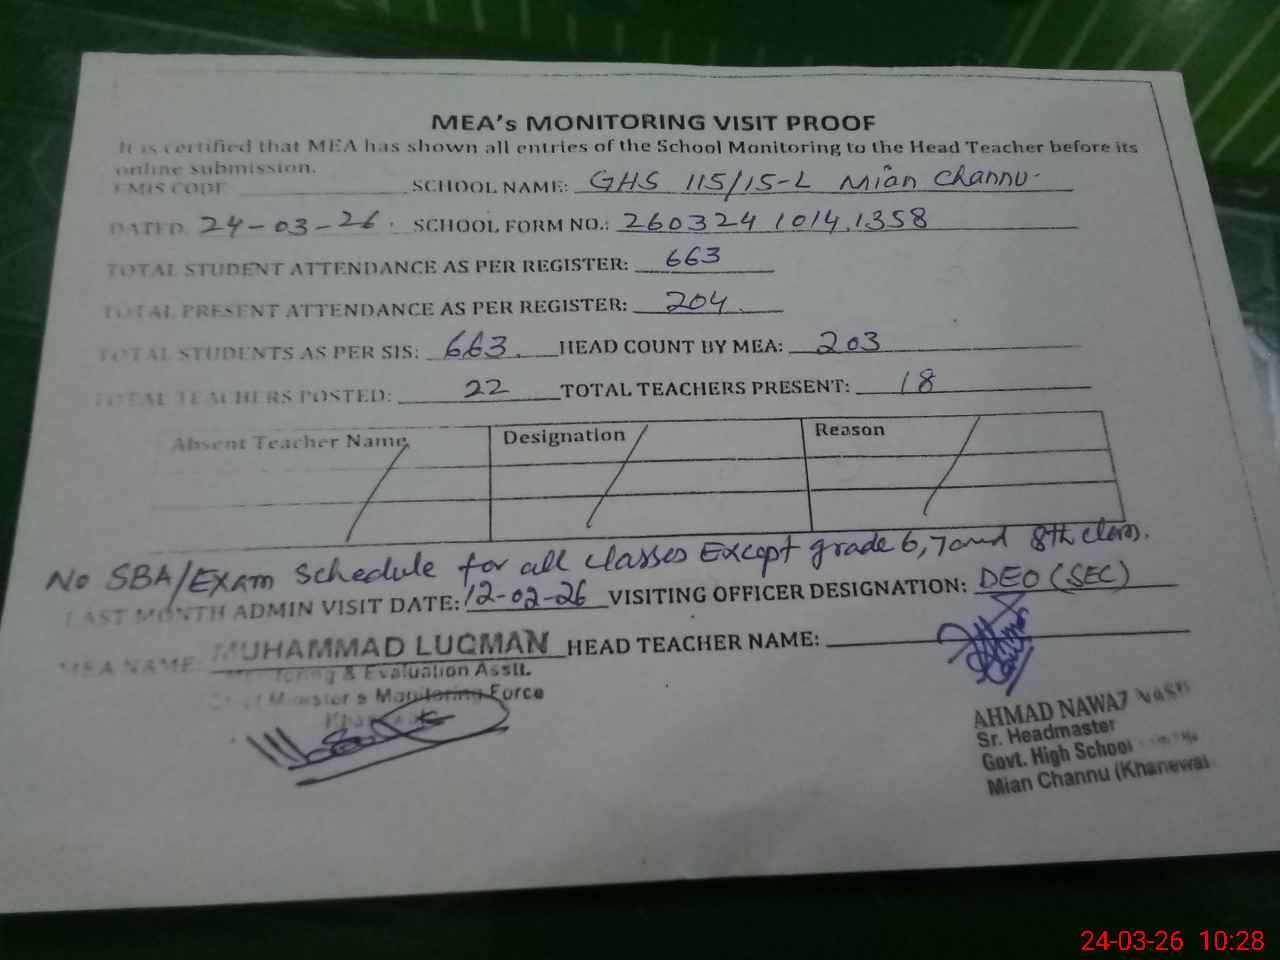 MEA's MONITORING VISIT PROOF
It is certified that MEA has shown all entries of the School Monitoring to the Head Teacher before its
online submission.
EMIS CODE SCHOOL NAME: GHS 115/15-L Mian Channu.
DATED. 24-03-26. SCHOOL FORM NO.: 260324 1014.1358
TOTAL STUDENT ATTENDANCE AS PER REGISTER: 663
TOTAL PRESENT ATTENDANCE AS PER REGISTER: 204
TOTAL STUDENTS AS PER SIS: 663. HEAD COUNT BY MEA: 203
TOTAL TEACHERS POSTED: 22 TOTAL TEACHERS PRESENT: 18
Absent Teacher Name Designation Reason
No SBA/Exam Schedule for all classes Except grade 6, 7 and 8th class.
LAST MONTH ADMIN VISIT DATE: 12-02-26 VISITING OFFICER DESIGNATION: DEO (SEC)
MEA NAME: MUHAMMAD LUQMAN HEAD TEACHER NAME:
Monitoring & Evaluation Asstt.
Chief Minister's Monitoring Force
Khanewal
AHMAD NAWAZ
Sr. Headmaster
Govt. High School
Mian Channu (Khanewal
24-03-26 10:28